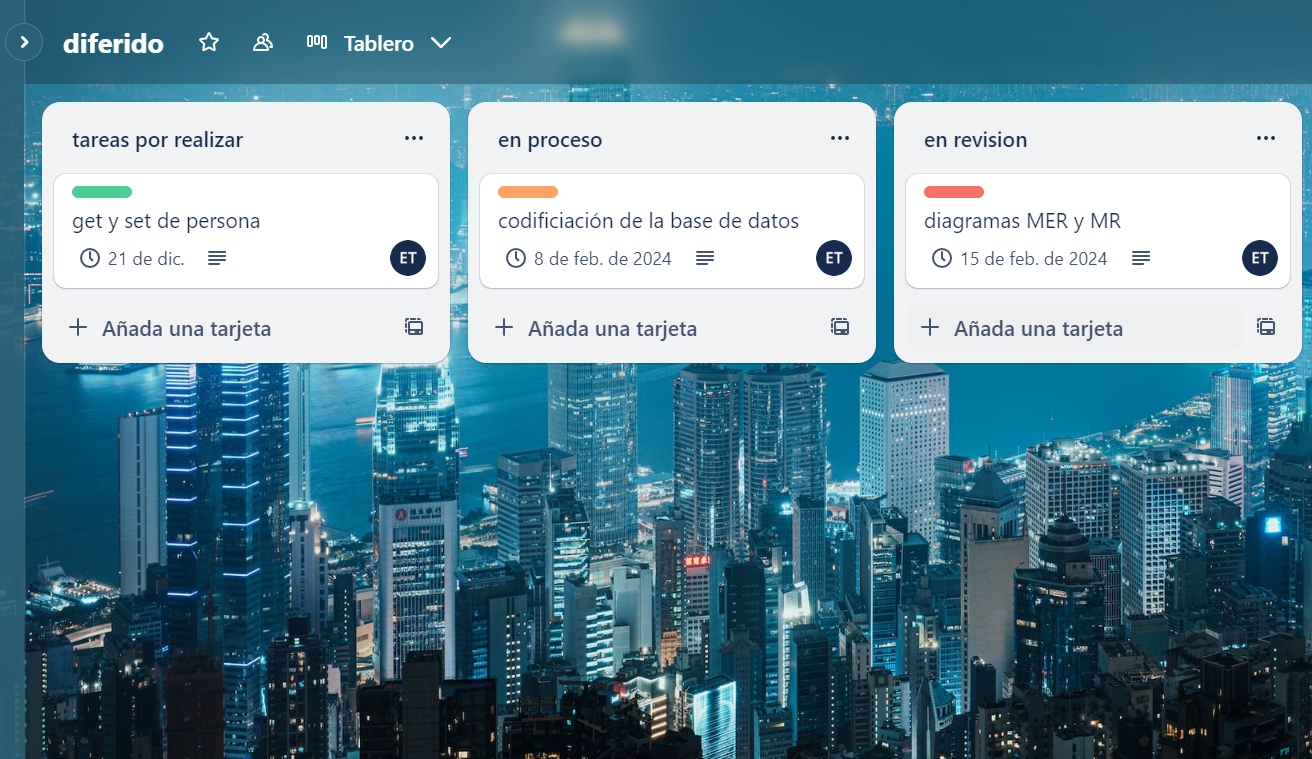 diferido
Tablero
tareas por realizar
get y set de persona
21 de dic.
ET
Añada una tarjeta
en proceso
codificiación de la base de datos
8 de feb. de 2024
ET
Añada una tarjeta
en revision
diagramas MER y MR
15 de feb. de 2024
ET
Añada una tarjeta